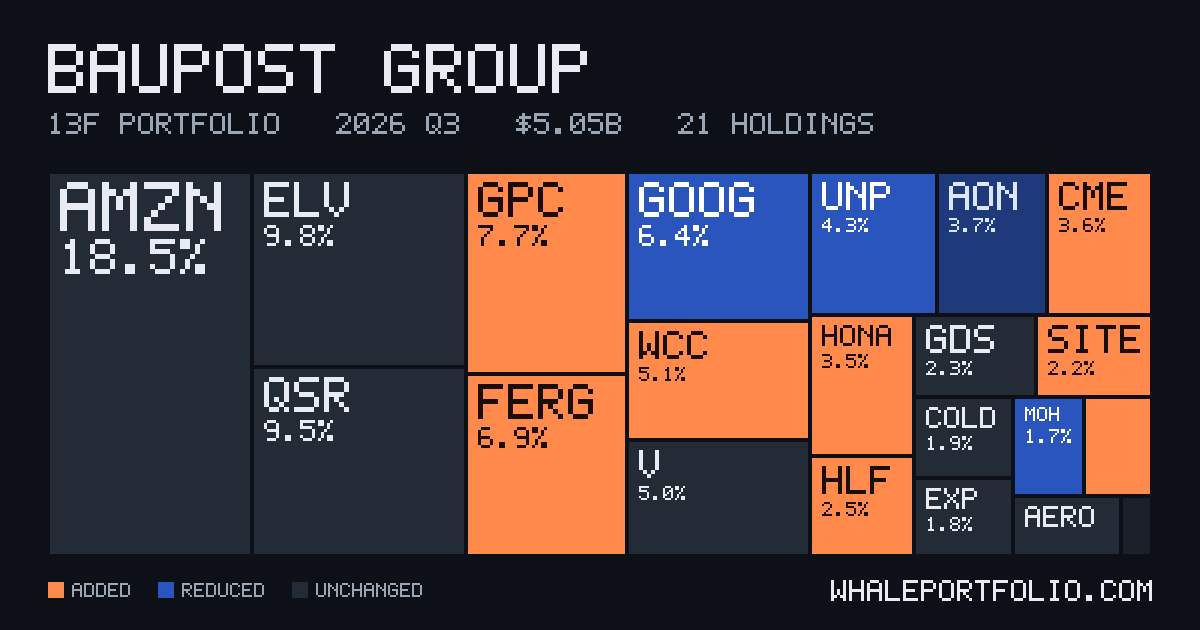 BAUPOST GROUP
13F PORTFOLIO 2026 Q3 $5.05B 21 HOLDINGS
AMZN
18.5%
ELV
9.8%
QSR
9.5%
GPC
7.7%
FERG
6.9%
GOOG
6.4%
WCC
5.1%
V
5.0%
UNP
4.3%
AON
3.7%
CME
3.6%
HONA
3.5%
HLF
2.5%
GDS
2.3%
SITE
2.2%
COLD
1.9%
EXP
1.8%
MOH
1.7%
AERO
ADDED REDUCED UNCHANGED
WHALEPORTFOLIO.COM